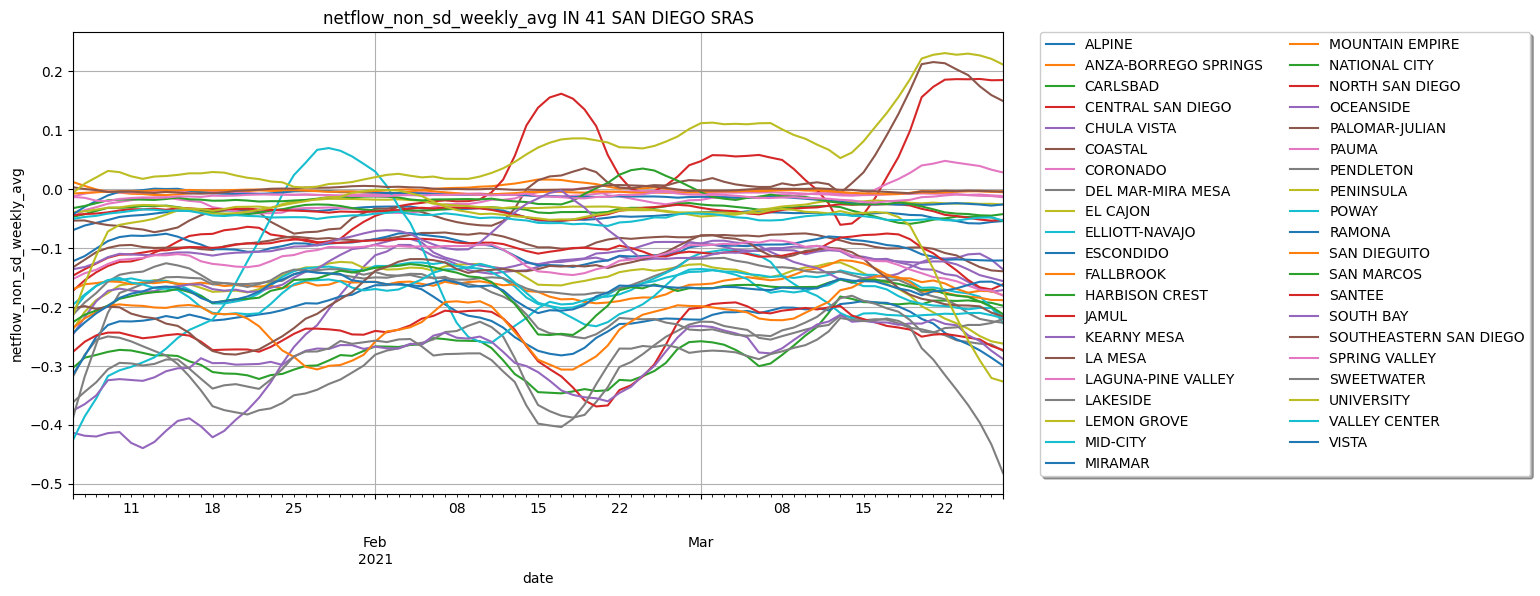 netflow_non_sd_weekly_avg IN 41 SAN DIEGO SRAS
netflow_non_sd_weekly_avg
0.2
0.1
0.0
−0.1
−0.2
−0.3
−0.4
−0.5
11 18 25 08 15 22 08 15 22
Feb Mar
2021
date
ALPINE
ANZA-BORREGO SPRINGS
CARLSBAD
CENTRAL SAN DIEGO
CHULA VISTA
COASTAL
CORONADO
DEL MAR-MIRA MESA
EL CAJON
ELLIOTT-NAVAJO
ESCONDIDO
FALLBROOK
HARBISON CREST
JAMUL
KEARNY MESA
LA MESA
LAGUNA-PINE VALLEY
LAKESIDE
LEMON GROVE
MID-CITY
MIRAMAR
MOUNTAIN EMPIRE
NATIONAL CITY
NORTH SAN DIEGO
OCEANSIDE
PALOMAR-JULIAN
PAUMA
PENDLETON
PENINSULA
POWAY
RAMONA
SAN DIEGUITO
SAN MARCOS
SANTEE
SOUTH BAY
SOUTHEASTERN SAN DIEGO
SPRING VALLEY
SWEETWATER
UNIVERSITY
VALLEY CENTER
VISTA